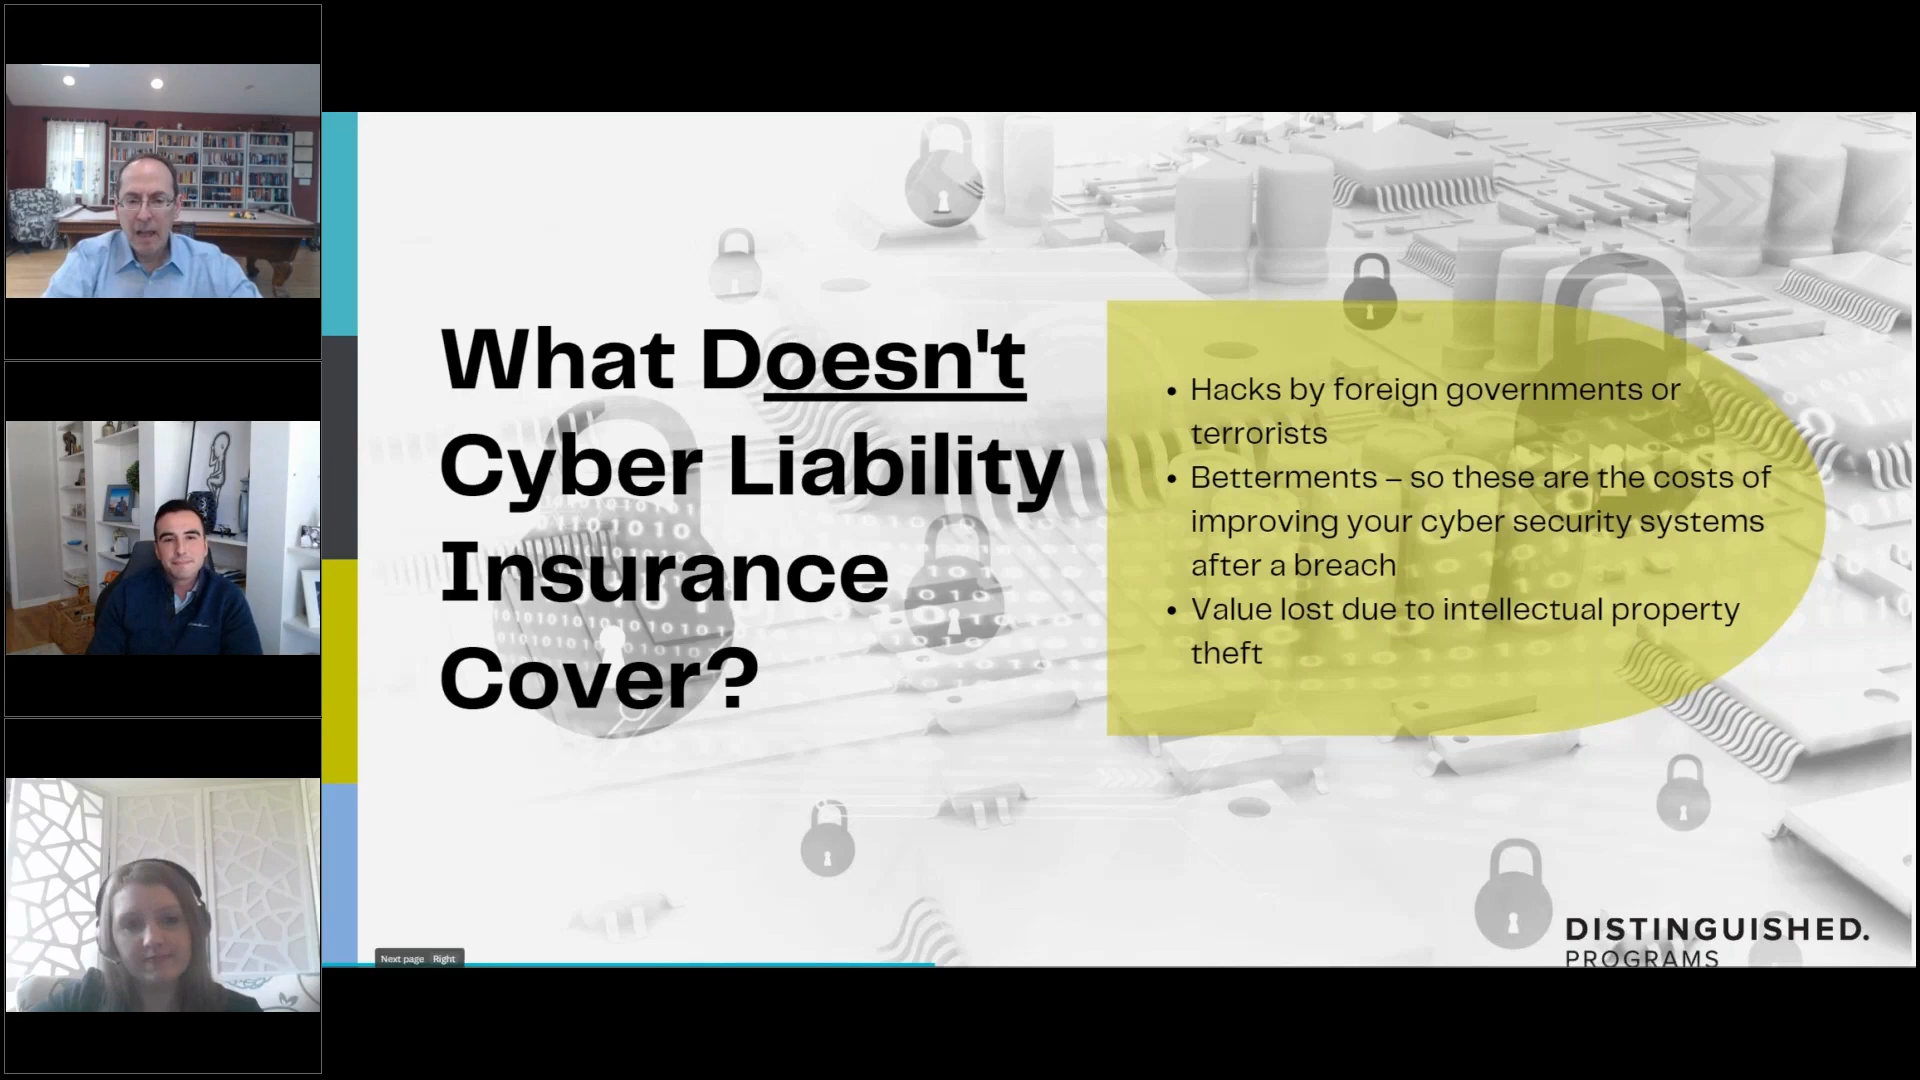 What Doesn't
Cyber Liability
Insurance
Cover?
• Hacks by foreign governments or
terrorists
• Betterments – so these are the costs of
improving your cyber security systems
after a breach
• Value lost due to intellectual property
theft
DISTINGUISHED.
PROGRAMS
Next page Right